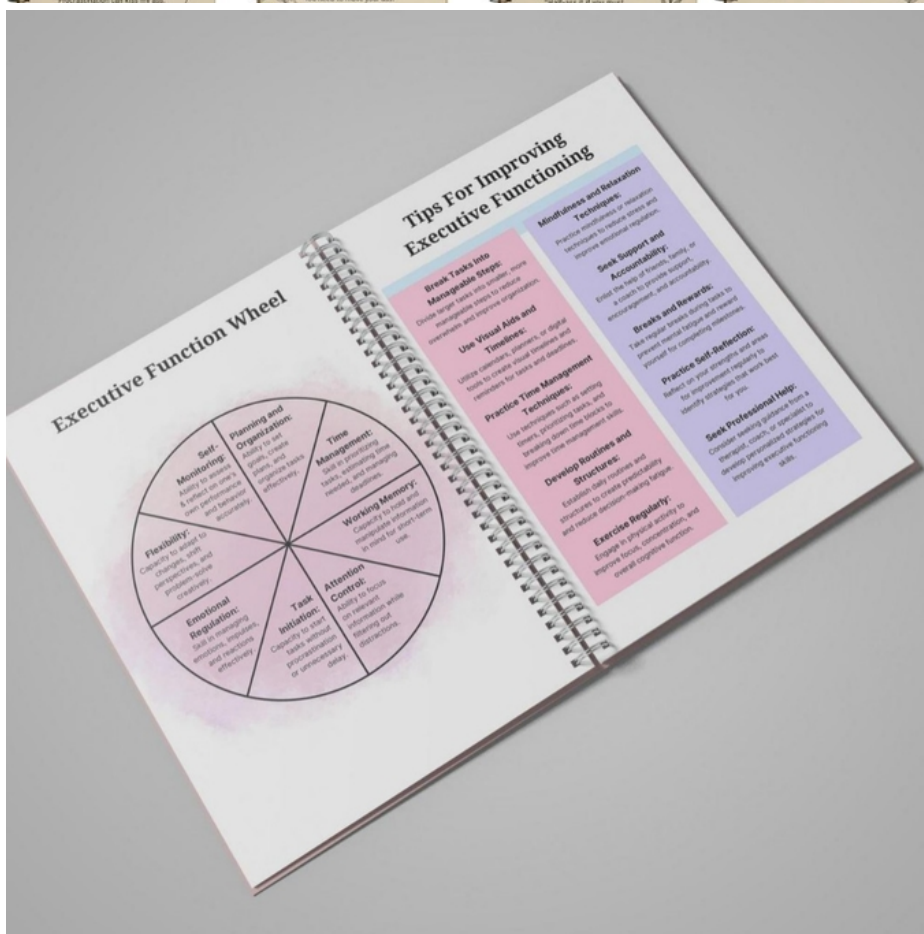 Executive Function Wheel
Planning and
Organization:
Ability to set
goals, create
plans, and
organize tasks
effectively.
Time
Management:
Skill in prioritizing
tasks, estimating time
needed, and managing
deadlines.
Working Memory:
Capacity to hold and
manipulate information
in mind for short-term
use.
Attention
Control:
Ability to focus
on relevant
information while
filtering out
distractions.
Task
Initiation:
Capacity to start
tasks without
procrastination
or unnecessary
delay.
Emotional
Regulation:
Skill in managing
emotions, impulses,
and reactions
effectively.
Flexibility:
Capacity to adapt to
changes, shift
perspectives, and
problem-solve
creatively.
Self-
Monitoring:
Ability to assess
& reflect on one's
own performance
and behavior
accurately.
Tips For Improving
Executive Functioning
Break Tasks into
Manageable Steps:
Divide larger tasks into smaller, more
manageable steps to reduce
overwhelm and improve organization.
Use Visual Aids and
Timelines:
Utilize calendars, planners, or digital
tools to create visual timelines and
reminders for tasks and deadlines.
Practice Time Management
Techniques:
Use techniques such as setting
timers, prioritizing tasks, and
breaking down time blocks to
improve time management skills.
Develop Routines and
Structures:
Establish daily routines and
structures to create predictability
and reduce decision-making fatigue.
Exercise Regularly:
Engage in physical activity to
improve focus, concentration, and
overall cognitive function.
Mindfulness and Relaxation
Techniques:
Practice mindfulness or relaxation
techniques to reduce stress and
improve emotional regulation.
Seek Support and
Accountability:
Enlist the help of friends, family, or
a coach to provide support,
encouragement, and accountability.
Breaks and Rewards:
Take regular breaks during tasks to
prevent mental fatigue and reward
yourself for completing milestones.
Practice Self-Reflection:
Reflect on your strengths and areas
for improvement regularly to
identify strategies that work best
for you.
Seek Professional Help:
Consider seeking guidance from a
therapist, coach, or specialist to
develop personalized strategies for
improving executive functioning
skills.